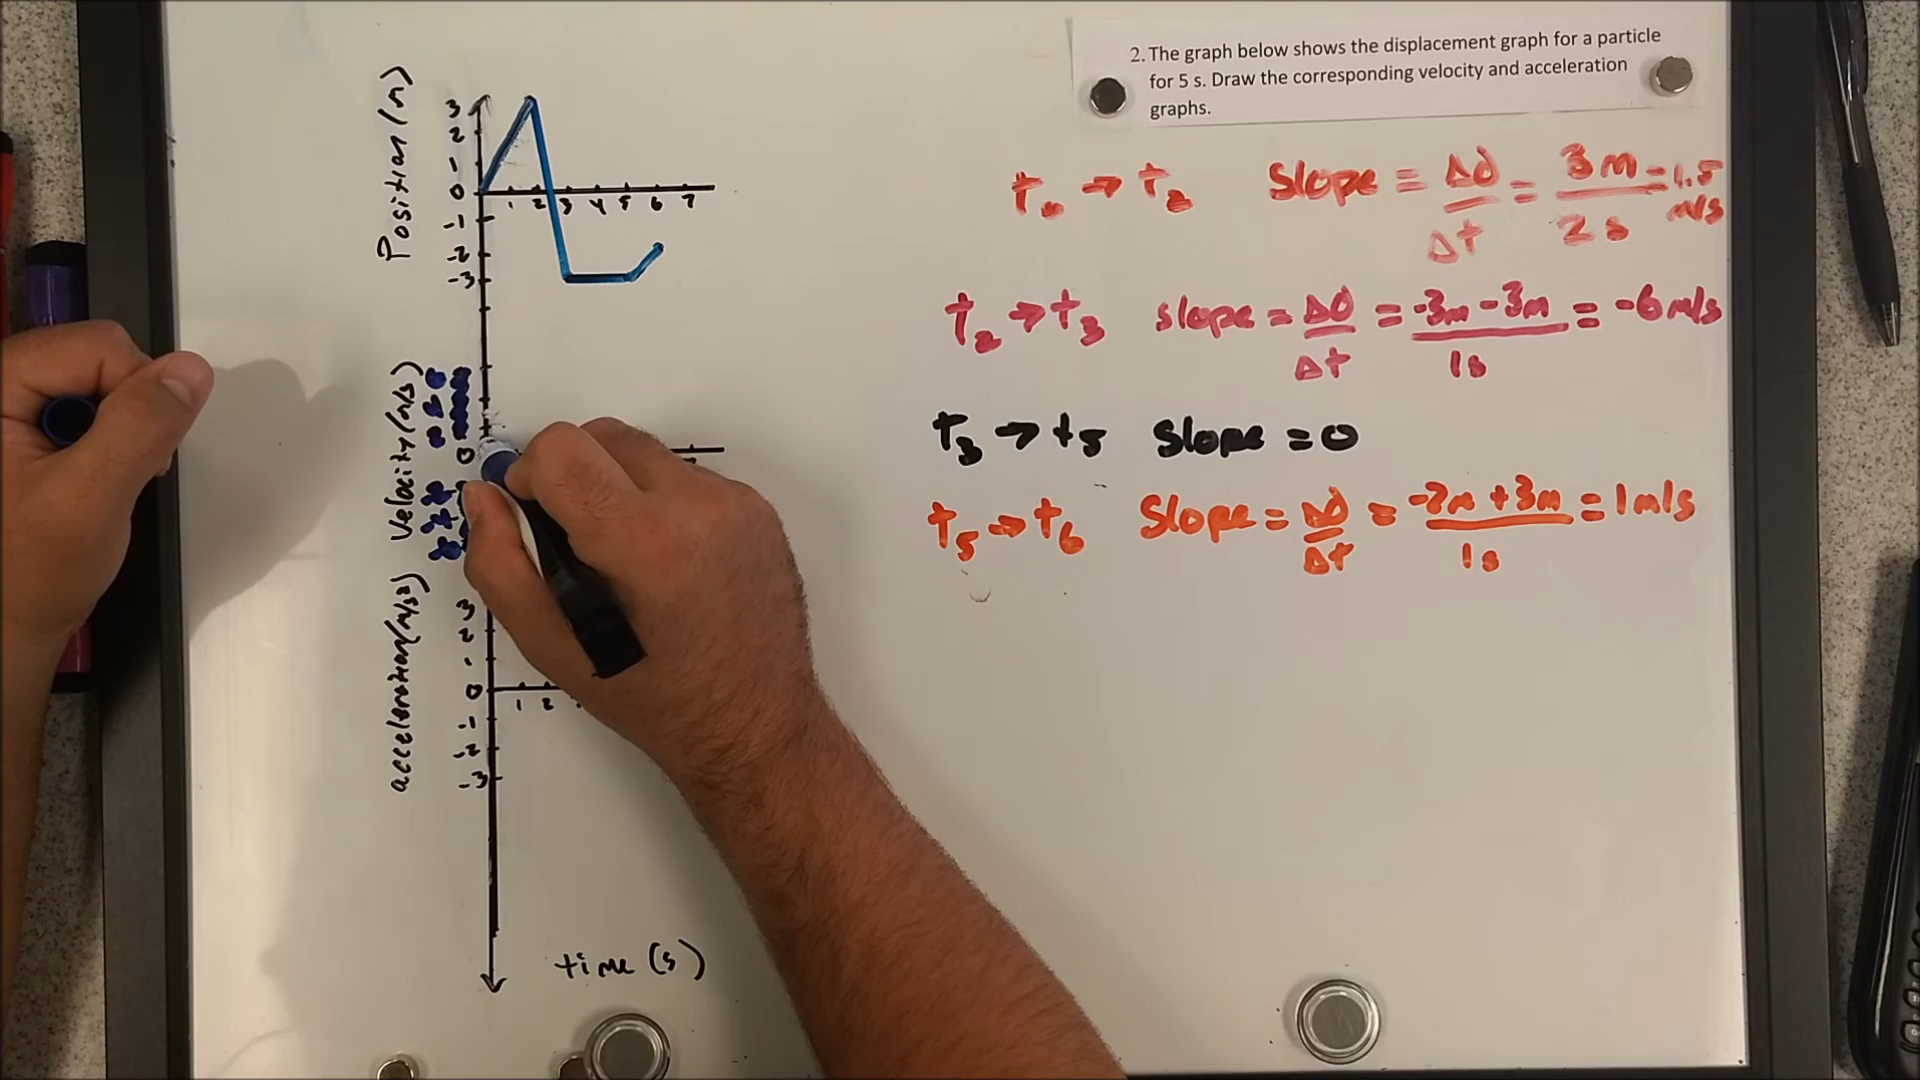 2. The graph below shows the displacement graph for a particle
for 5 s. Draw the corresponding velocity and acceleration
graphs.
t₀ → t₂ Slope = Δd/Δt = 3m/2s = 1.5 m/s
t₂ → t₃ slope = Δd/Δt = -3m - 3m/1s = -6m/s
t₃ → t₅ Slope = 0
t₅ → t₆ Slope = Δd/Δt = -2m + 3m/1s = 1m/s
Position (m)
3
2
1
0
-1
-2
-3
1 2 3 4 5 6 7
Velocity (m/s)
0
acceleration (m/s²)
3
2
1
0
-1
-2
-3
1 2
time (s)